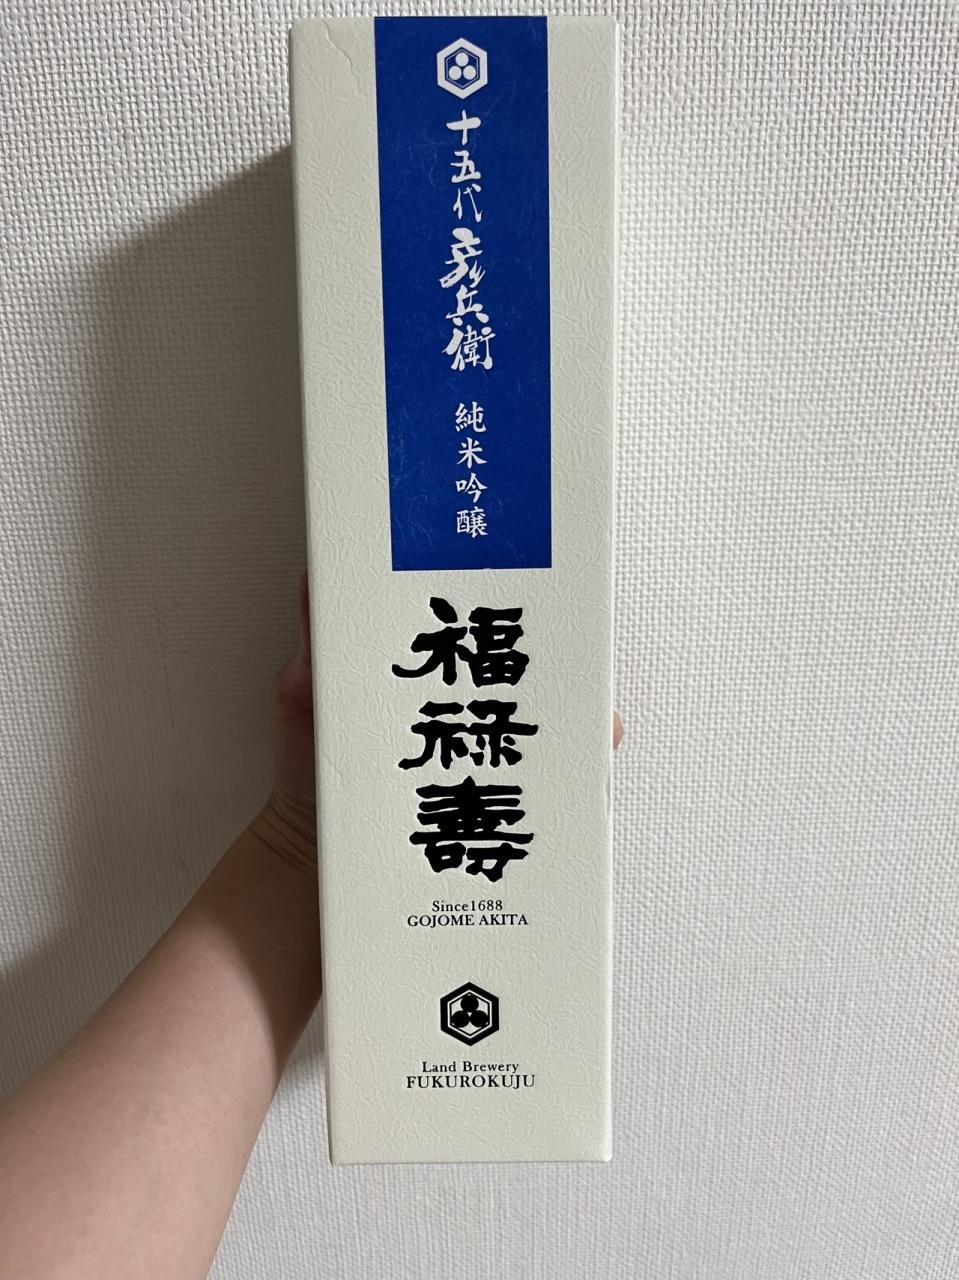 十五代彦兵衛 純米吟醸
福禄寿
Since1688
GOJOME AKITA
Land Brewery
FUKUROKUJU